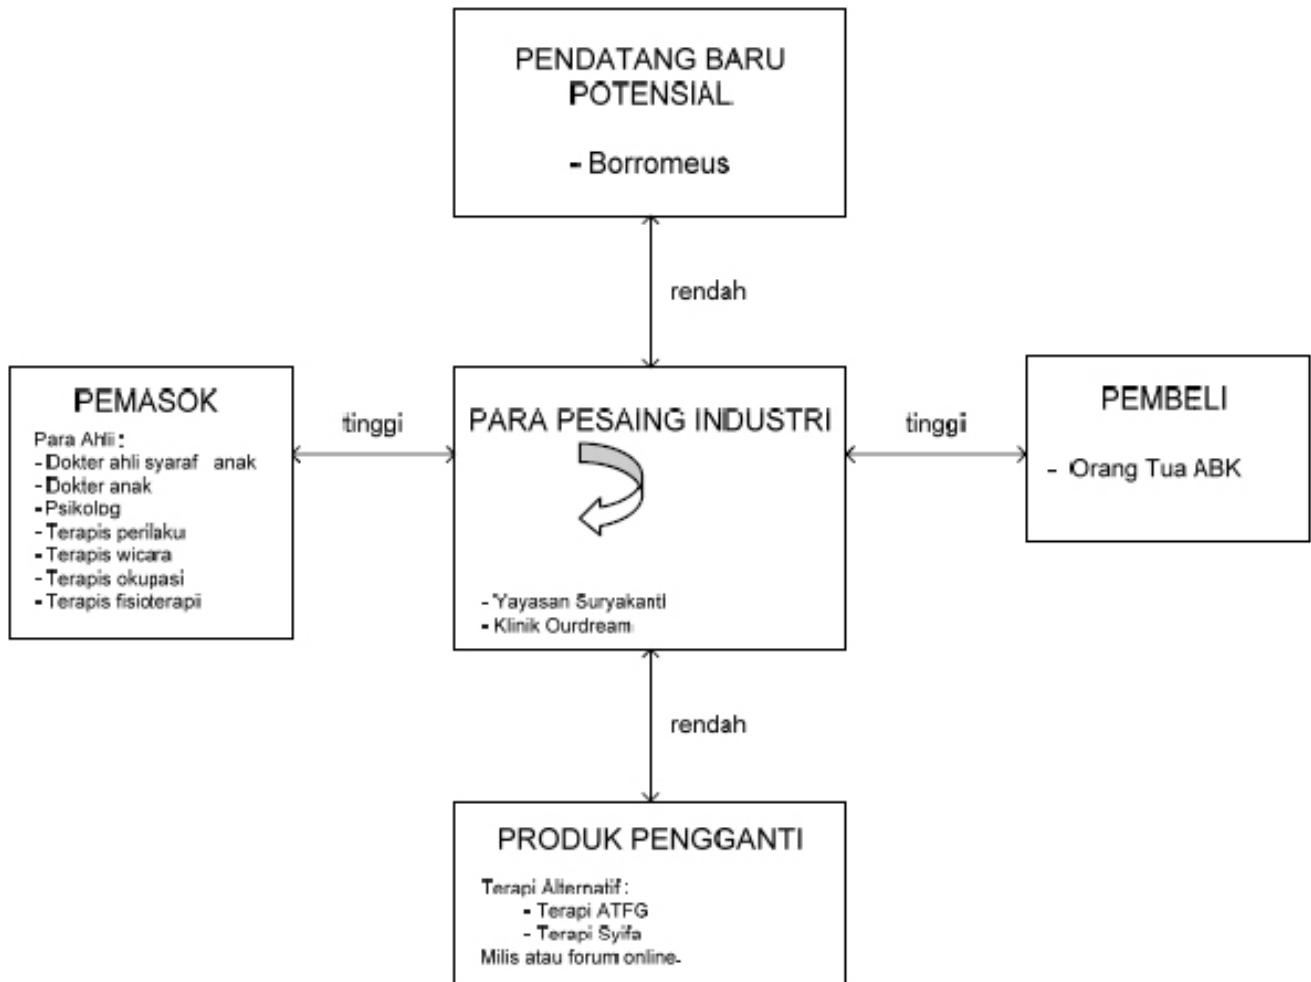 PENDATANG BARU
POTENSIAL
- Borromeus
rendah
PEMASOK
Para Ahli :
- Dokter ahli syaraf anak
- Dokter anak
- Psikolog
- Terapis perilaku
- Terapis wicara
- Terapis okupasi
- Terapis fisioterapi
tinggi
PARA PESAING INDUSTRI
- Yayasan Suryakanti
- Klinik Ourdream
tinggi
PEMBELI
- Orang Tua ABK
rendah
PRODUK PENGGANTI
Terapi Alternatif :
- Terapi ATFG
- Terapi Syifa
Milis atau forum online.